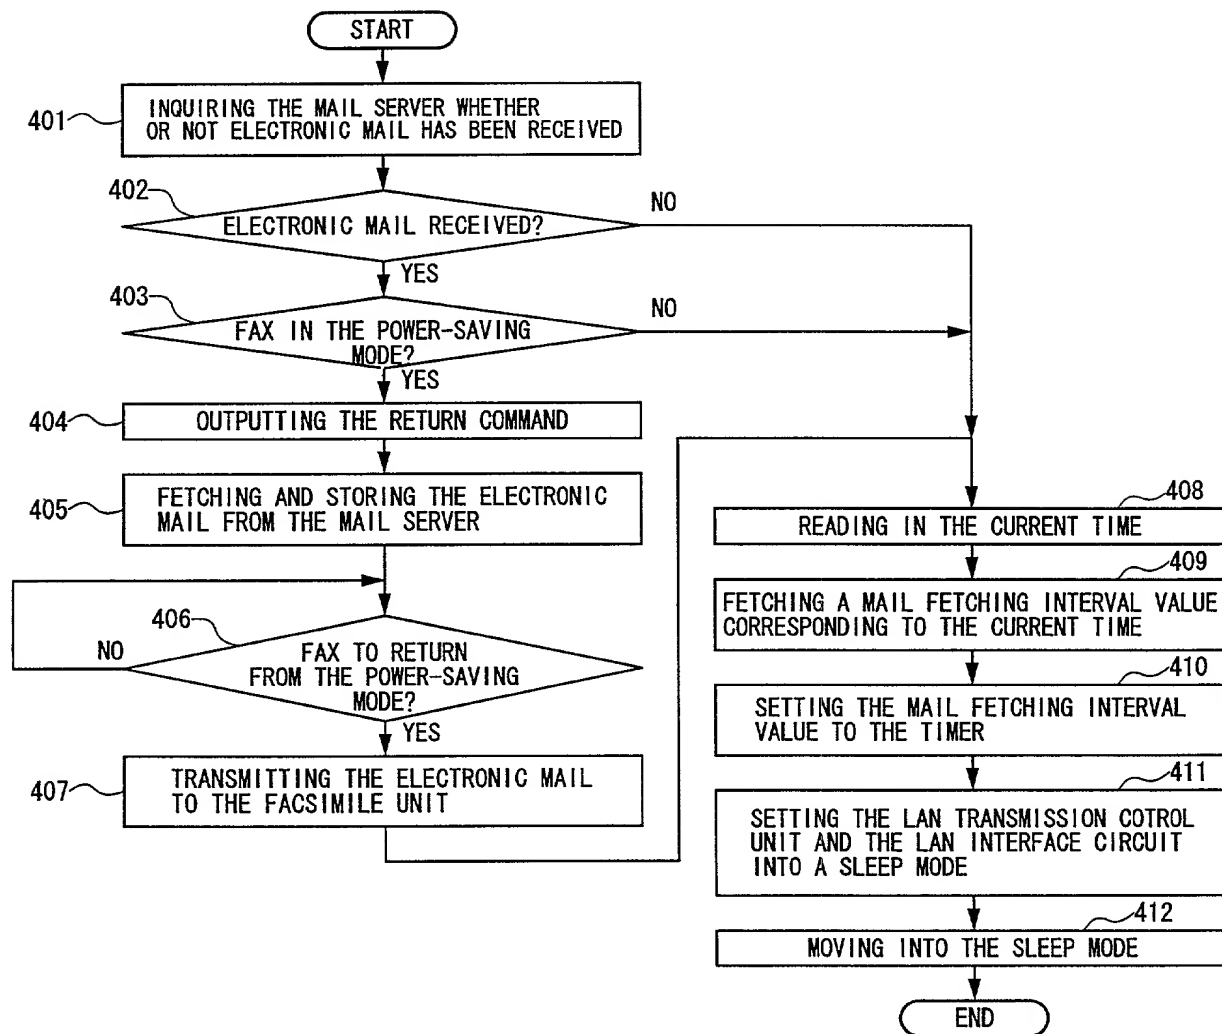 START
401
INQUIRING THE MAIL SERVER WHETHER
OR NOT ELECTRONIC MAIL HAS BEEN RECEIVED
402
ELECTRONIC MAIL RECEIVED?
NO
YES
403
FAX IN THE POWER-SAVING
MODE?
NO
YES
404
OUTPUTTING THE RETURN COMMAND
405
FETCHING AND STORING THE ELECTRONIC
MAIL FROM THE MAIL SERVER
406
FAX TO RETURN
FROM THE POWER-SAVING
MODE?
NO
YES
407
TRANSMITTING THE ELECTRONIC MAIL
TO THE FACSIMILE UNIT
408
READING IN THE CURRENT TIME
409
FETCHING A MAIL FETCHING INTERVAL VALUE
CORRESPONDING TO THE CURRENT TIME
410
SETTING THE MAIL FETCHING INTERVAL
VALUE TO THE TIMER
411
SETTING THE LAN TRANSMISSION COTROL
UNIT AND THE LAN INTERFACE CIRCUIT
INTO A SLEEP MODE
412
MOVING INTO THE SLEEP MODE
END